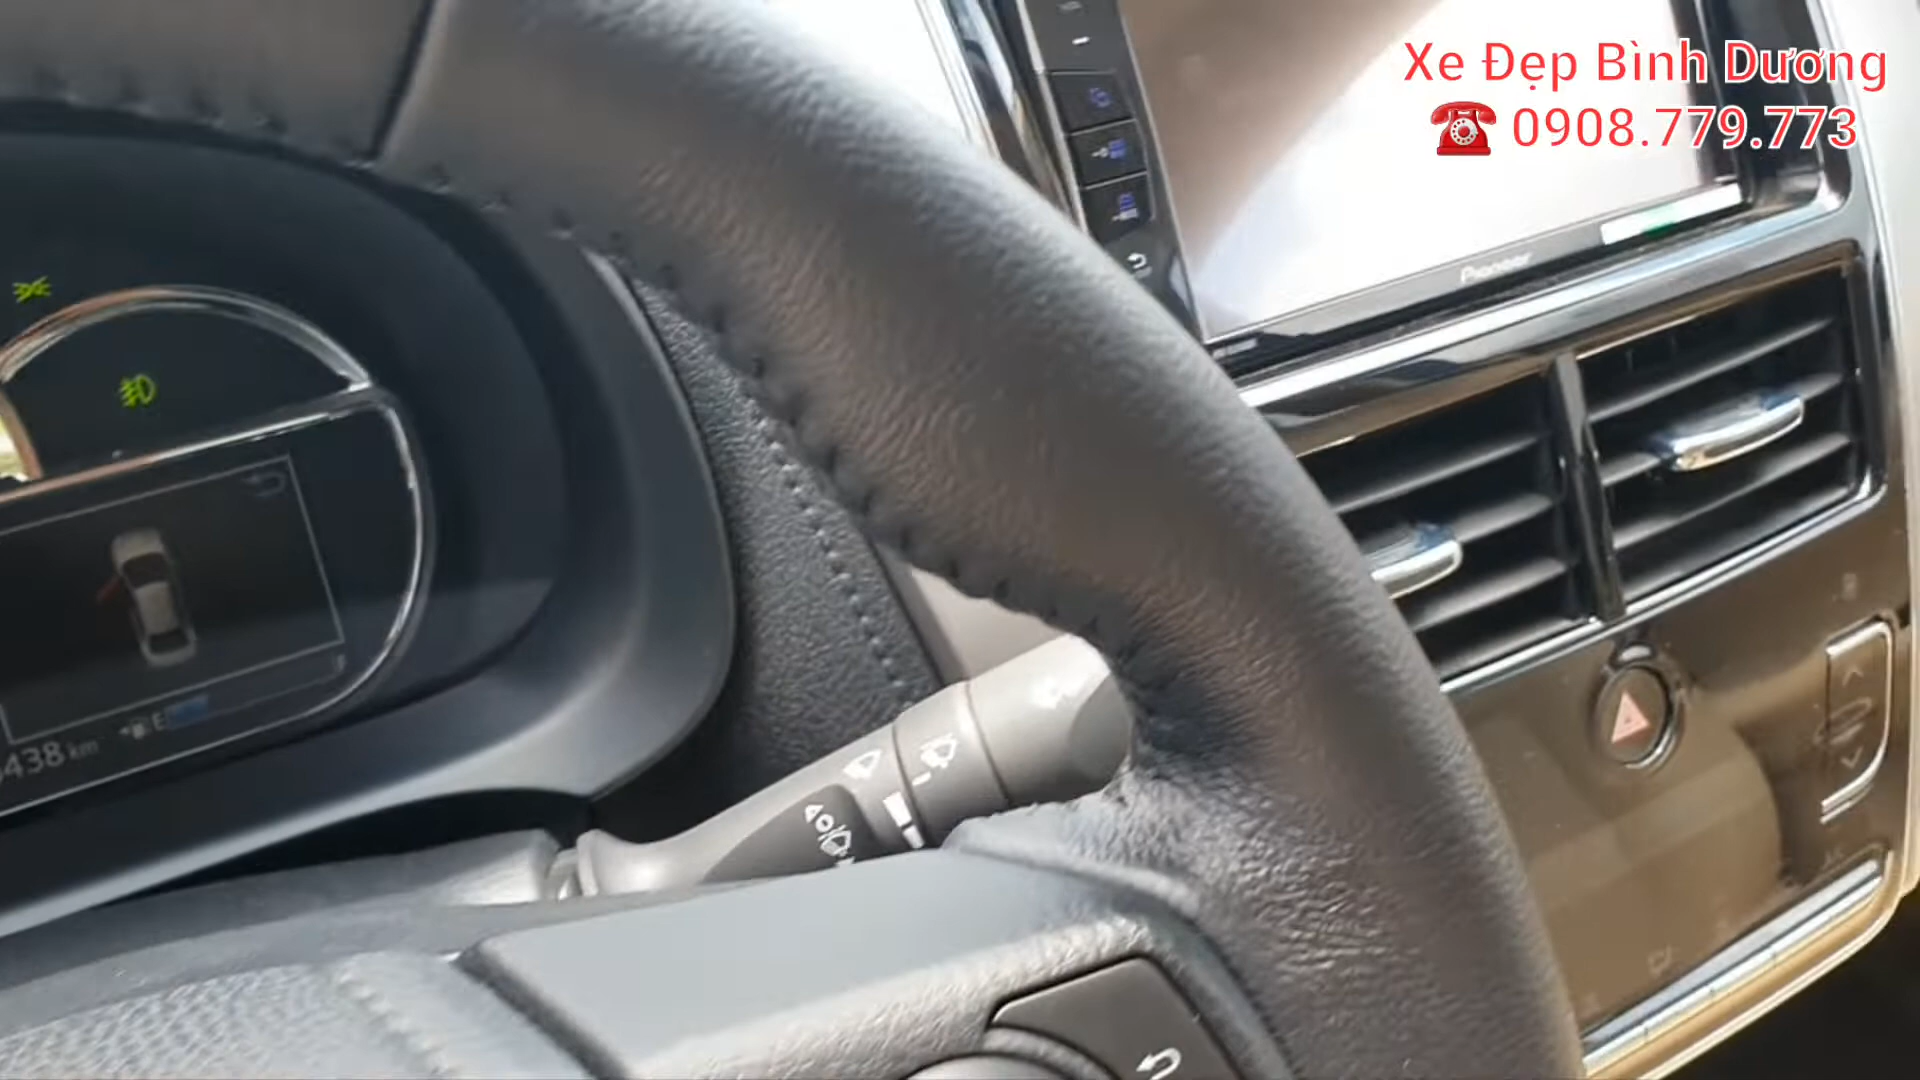 Xe Đẹp Bình Dương
☎️ 0908.779.773
Pioneer
438 km
E